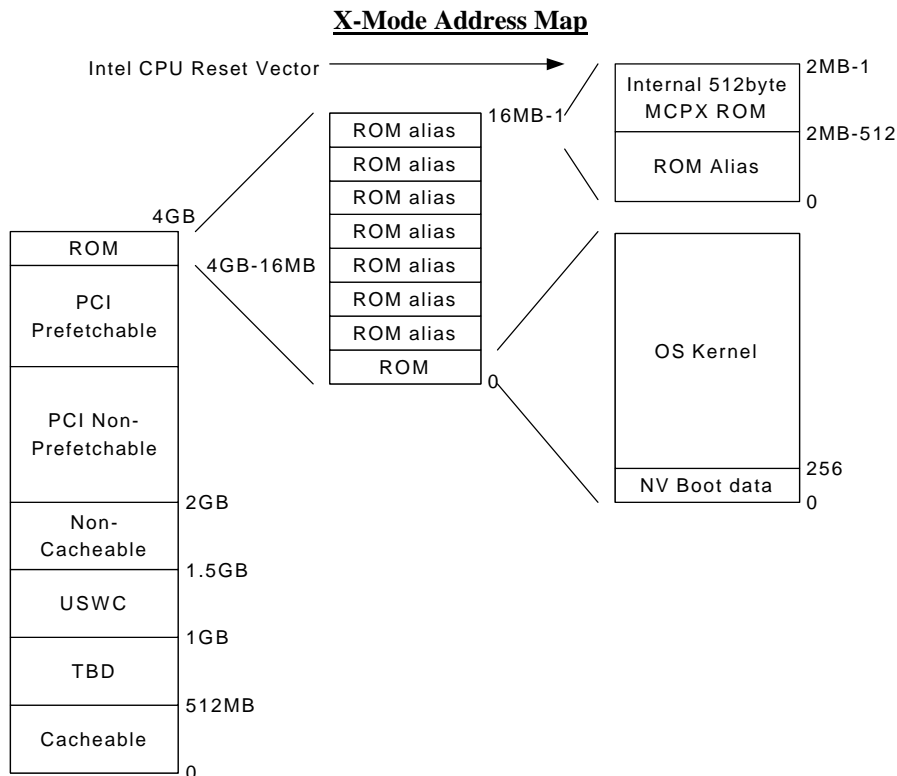 X-Mode Address Map
Intel CPU Reset Vector
4GB
ROM
PCI
Prefetchable
PCI Non-
Prefetchable
2GB
Non-
Cacheable
1.5GB
USWC
1GB
TBD
512MB
Cacheable
0
16MB-1
ROM alias
ROM alias
ROM alias
ROM alias
ROM alias
ROM alias
ROM alias
ROM
4GB-16MB
0
2MB-1
Internal 512byte
MCPX ROM
2MB-512
ROM Alias
0
OS Kernel
256
NV Boot data
0